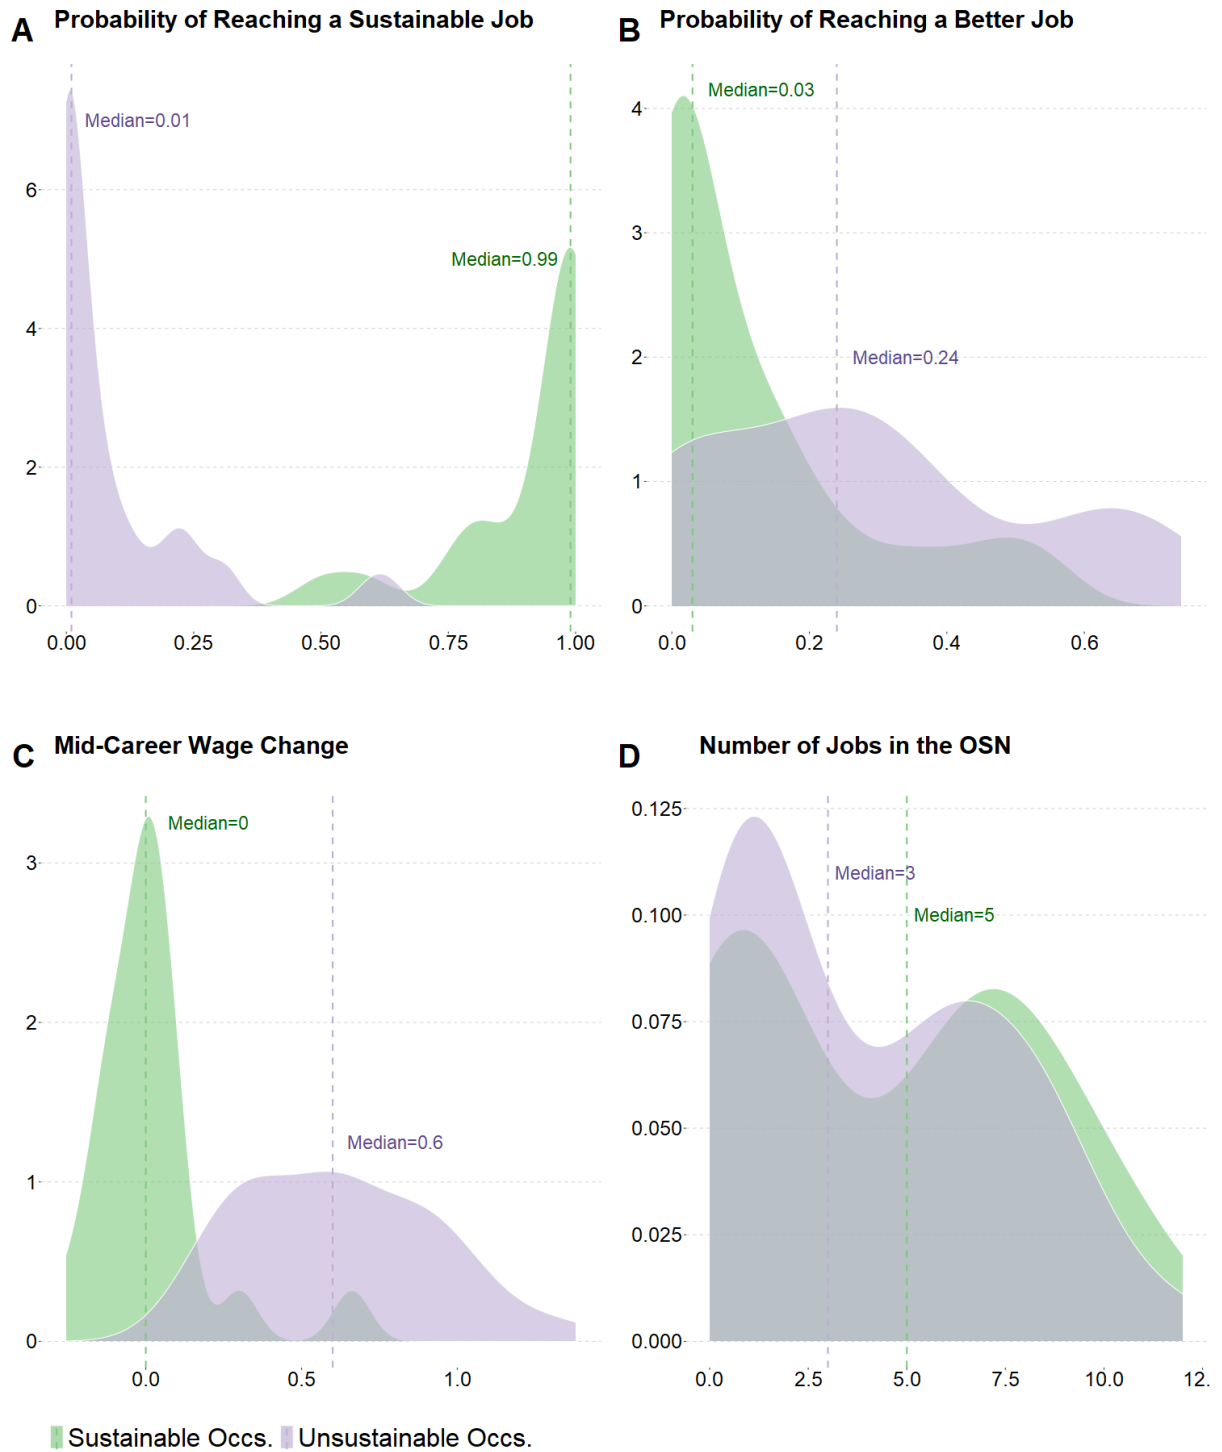 A Probability of Reaching a Sustainable Job
Median=0.01
Median=0.99
6
4
2
0
0.00 0.25 0.50 0.75 1.00
B Probability of Reaching a Better Job
Median=0.03
Median=0.24
4
3
2
1
0
0.0 0.2 0.4 0.6
C Mid-Career Wage Change
Median=0
Median=0.6
3
2
1
0
0.0 0.5 1.0
D Number of Jobs in the OSN
Median=3
Median=5
0.125
0.100
0.075
0.050
0.025
0.000
0.0 2.5 5.0 7.5 10.0 12.
Sustainable Occs. Unsustainable Occs.